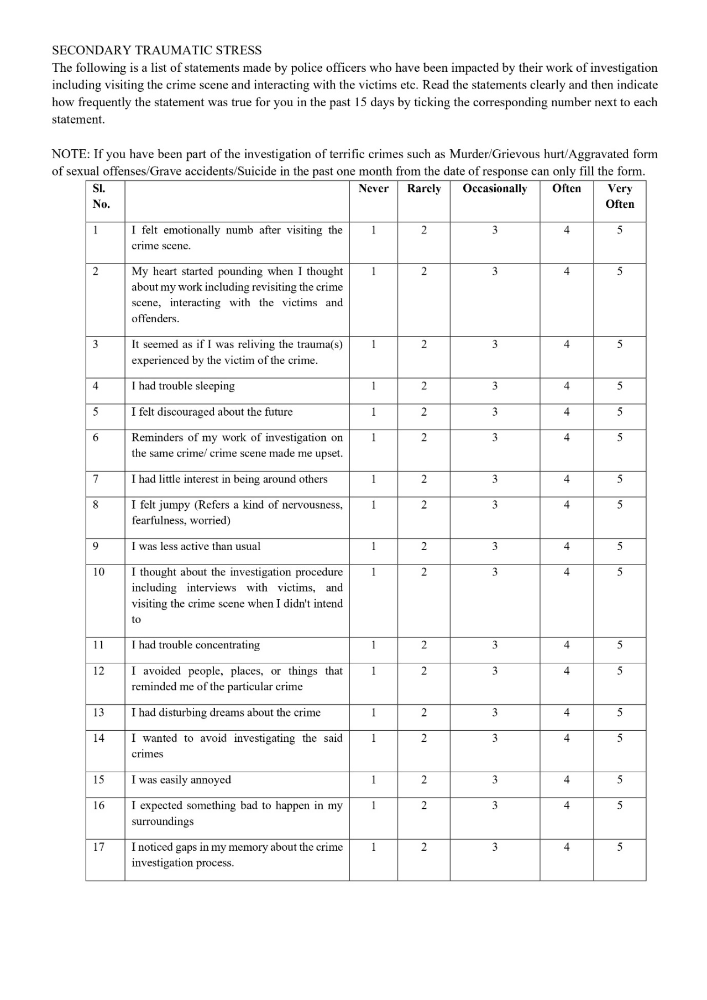 SECONDARY TRAUMATIC STRESS
The following is a list of statements made by police officers who have been impacted by their work of investigation
including visiting the crime scene and interacting with the victims etc. Read the statements clearly and then indicate
how frequently the statement was true for you in the past 15 days by ticking the corresponding number next to each
statement.
NOTE: If you have been part of the investigation of terrific crimes such as Murder/Grievous hurt/Aggravated form
of sexual offenses/Grave accidents/Suicide in the past one month from the date of response can only fill the form.
Sl. Never Rarely Occasionally Often Very
No. Often
1 I felt emotionally numb after visiting the 1 2 3 4 5
crime scene.
2 My heart started pounding when I thought 1 2 3 4 5
about my work including revisiting the crime
scene, interacting with the victims and
offenders.
3 It seemed as if I was reliving the trauma(s) 1 2 3 4 5
experienced by the victim of the crime.
4 I had trouble sleeping 1 2 3 4 5
5 I felt discouraged about the future 1 2 3 4 5
6 Reminders of my work of investigation on 1 2 3 4 5
the same crime/ crime scene made me upset.
7 I had little interest in being around others 1 2 3 4 5
8 I felt jumpy (Refers a kind of nervousness, 1 2 3 4 5
fearfulness, worried)
9 I was less active than usual 1 2 3 4 5
10 I thought about the investigation procedure 1 2 3 4 5
including interviews with victims, and
visiting the crime scene when I didn't intend
to
11 I had trouble concentrating 1 2 3 4 5
12 I avoided people, places, or things that 1 2 3 4 5
reminded me of the particular crime
13 I had disturbing dreams about the crime 1 2 3 4 5
14 I wanted to avoid investigating the said 1 2 3 4 5
crimes
15 I was easily annoyed 1 2 3 4 5
16 I expected something bad to happen in my 1 2 3 4 5
surroundings
17 I noticed gaps in my memory about the crime 1 2 3 4 5
investigation process.